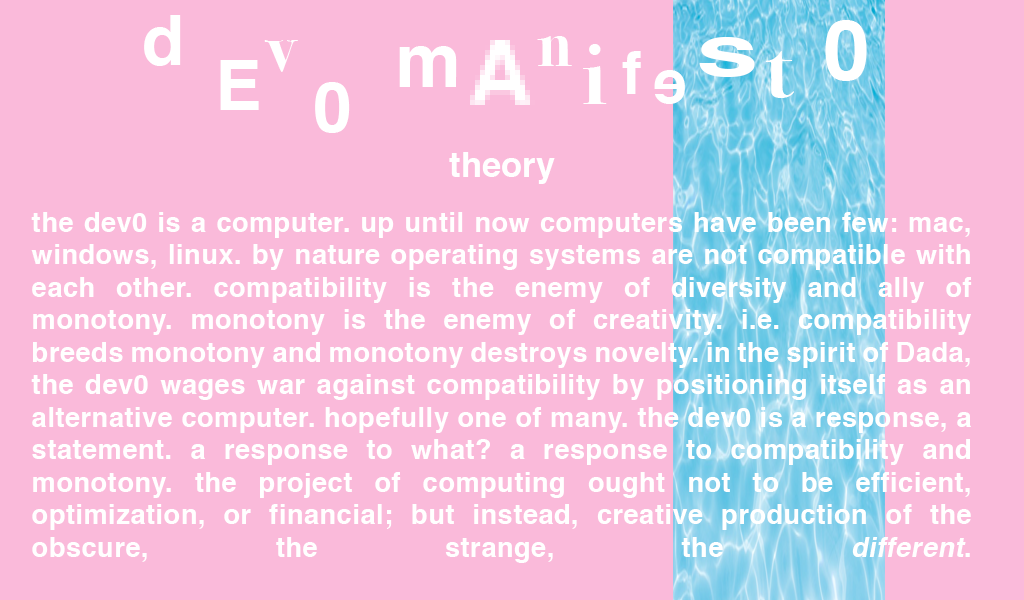 dEv0 mAnifest0
theory
the dev0 is a computer. up until now computers have been few: mac,
windows, linux. by nature operating systems are not compatible with
each other. compatibility is the enemy of diversity and ally of
monotony. monotony is the enemy of creativity. i.e. compatibility
breeds monotony and monotony destroys novelty. in the spirit of Dada,
the dev0 wages war against compatibility by positioning itself as an
alternative computer. hopefully one of many. the dev0 is a response, a
statement. a response to what? a response to compatibility and
monotony. the project of computing ought not to be efficient,
optimization, or financial; but instead, creative production of the
obscure, the strange, the different.